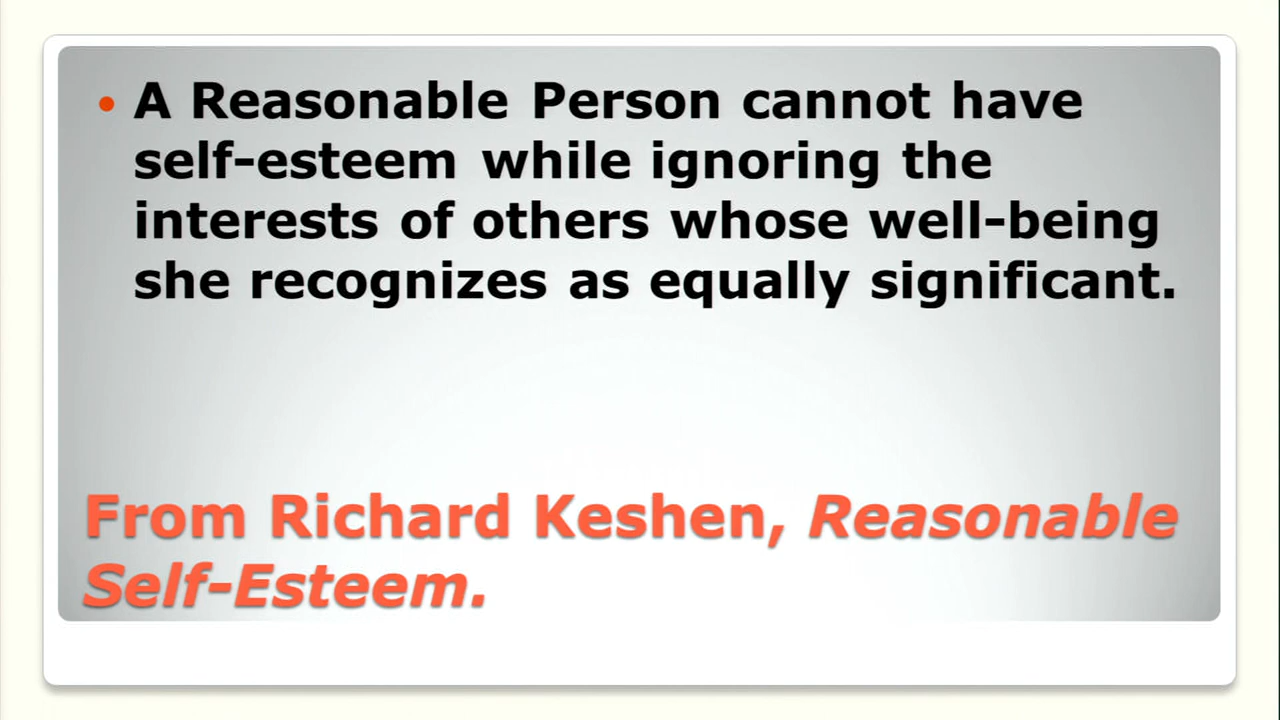 • A Reasonable Person cannot have
self-esteem while ignoring the
interests of others whose well-being
she recognizes as equally significant.
From Richard Keshen, Reasonable
Self-Esteem.